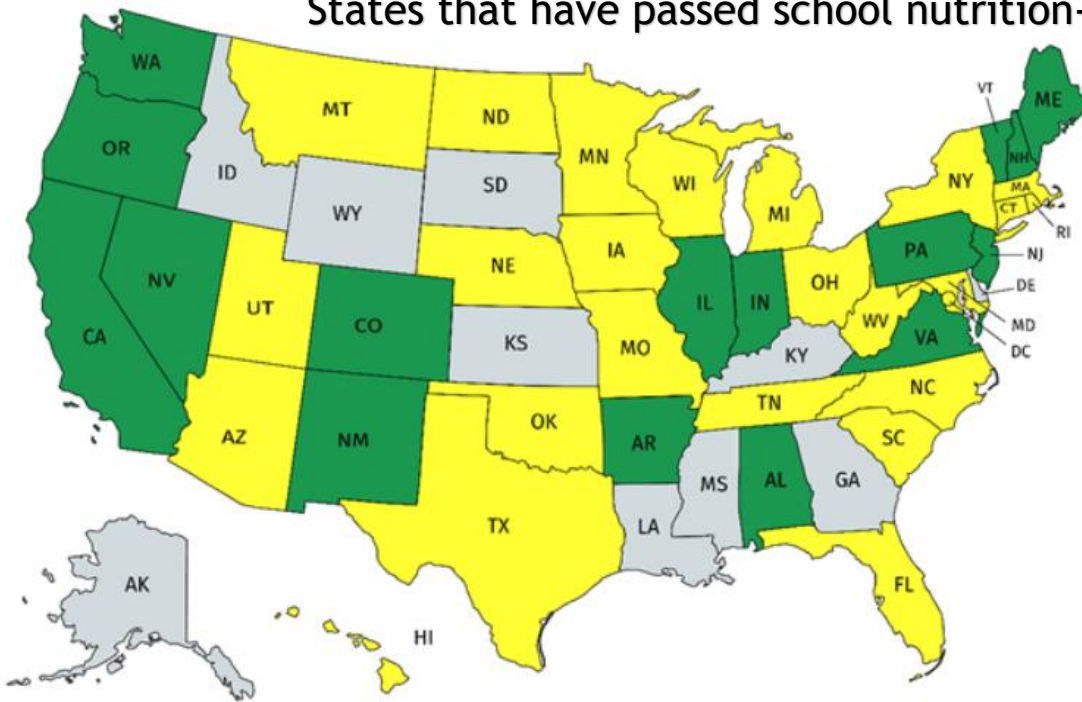 States that have passed school nutrition-
WA
MT
ND
MN
VT
ME
OR
ID
WY
SD
WI
MI
NY
NH
MA
CT
RI
NV
UT
CO
NE
IA
IL
IN
OH
PA
NJ
DE
MD
DC
CA
KS
MO
KY
WV
VA
AZ
NM
OK
AR
TN
NC
SC
TX
LA
MS
AL
GA
FL
AK
HI